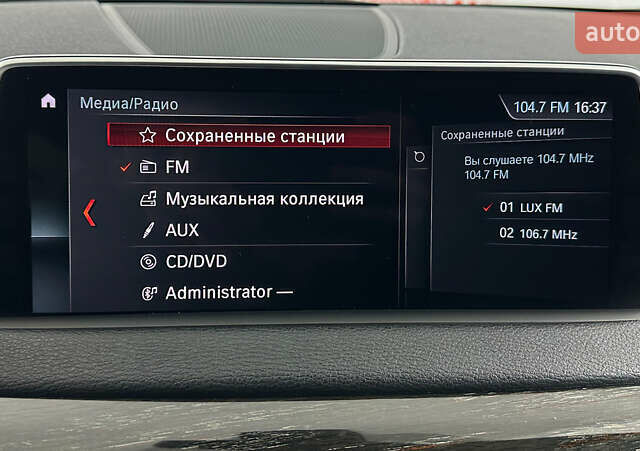 auto
Медиа/Радио
104.7 FM 16:37
Сохраненные станции
FM
Музыкальная коллекция
AUX
CD/DVD
Administrator —
Сохраненные станции
Вы слушаете 104.7 MHz
104.7 FM
01 LUX FM
02 106.7 MHz